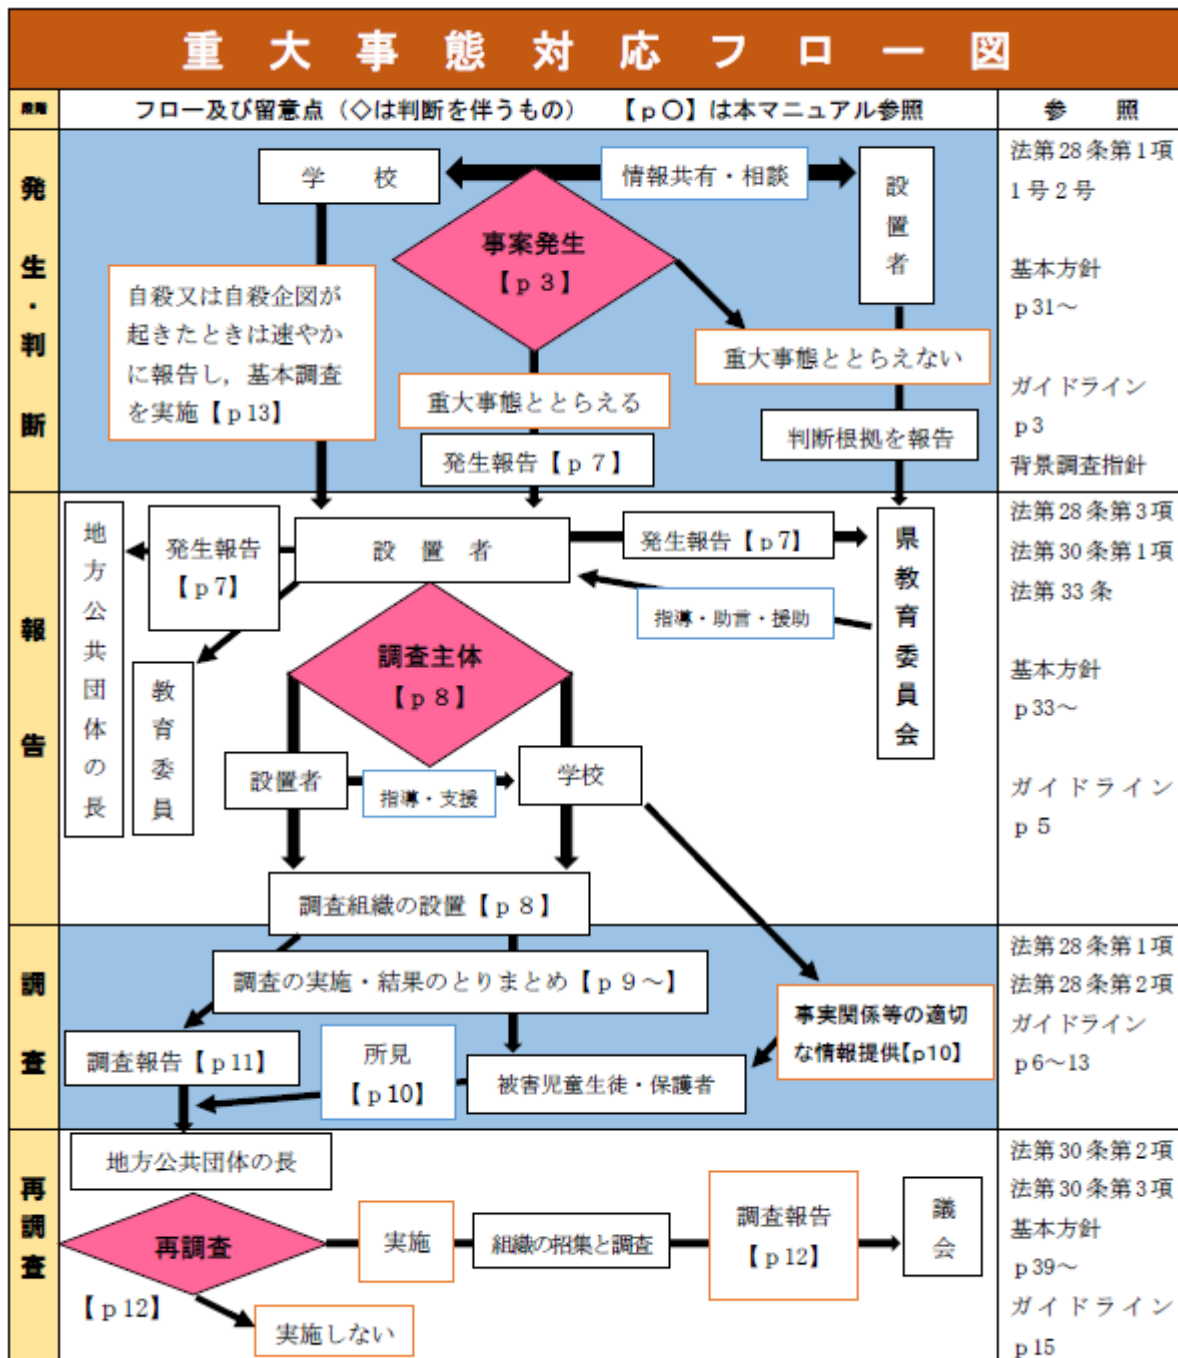 重大事態対応フロー図
段階
フロー及び留意点（◇は判断を伴うもの）　【p〇】は本マニュアル参照
参　照
発生・判断
学　校
情報共有・相談
設置者
事案発生
【p 3】
自殺又は自殺企図が
起きたときは速やか
に報告し，基本調査
を実施【p13】
重大事態ととらえない
重大事態ととらえる
発生報告【p 7】
判断根拠を報告
法第28条第1項
1号2号
基本方針
p31～
ガイドライン
p3
背景調査指針
報告
地方公共団体の長
発生報告
【p7】
設　置　者
発生報告【p7】
県教育委員会
指導・助言・援助
教育委員
調査主体
【p 8】
設置者
指導・支援
学校
調査組織の設置【p 8】
法第28条第3項
法第30条第1項
法第33条
基本方針
p33～
ガイドライン
p 5
調査
調査の実施・結果のとりまとめ【p 9～】
事実関係等の適切
な情報提供【p10】
調査報告【p11】
所見
【p10】
被害児童生徒・保護者
法第28条第1項
法第28条第2項
ガイドライン
p6～13
再調査
地方公共団体の長
再調査
【p12】
実施
組織の招集と調査
調査報告
【p12】
議会
実施しない
法第30条第2項
法第30条第3項
基本方針
p39～
ガイドライン
p15